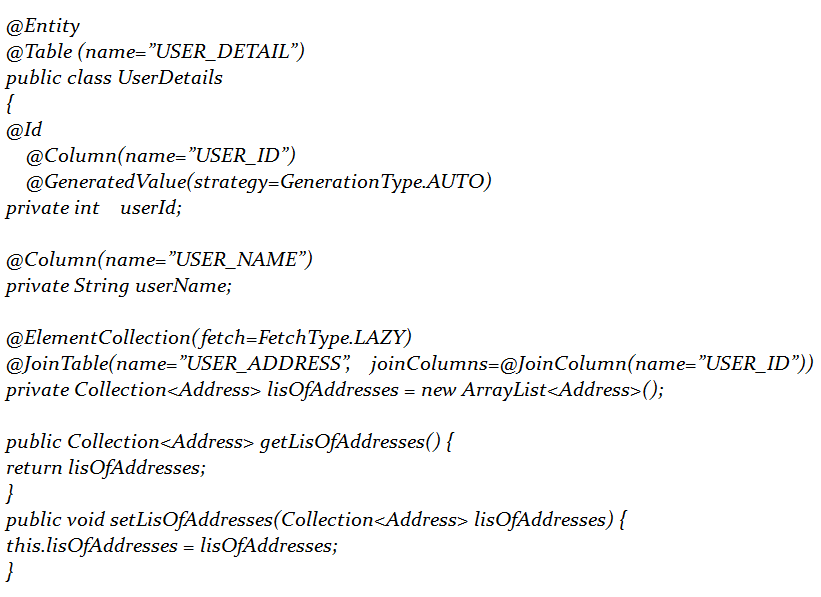 @Entity
@Table (name=”USER_DETAIL”)
public class UserDetails
{
@Id
@Column(name=”USER_ID”)
@GeneratedValue(strategy=GenerationType.AUTO)
private int userId;
@Column(name=”USER_NAME”)
private String userName;
@ElementCollection(fetch=FetchType.LAZY)
@JoinTable(name=”USER_ADDRESS”, joinColumns=@JoinColumn(name=”USER_ID”))
private Collection<Address> lisOfAddresses = new ArrayList<Address>();
public Collection<Address> getLisOfAddresses() {
return lisOfAddresses;
}
public void setLisOfAddresses(Collection<Address> lisOfAddresses) {
this.lisOfAddresses = lisOfAddresses;
}